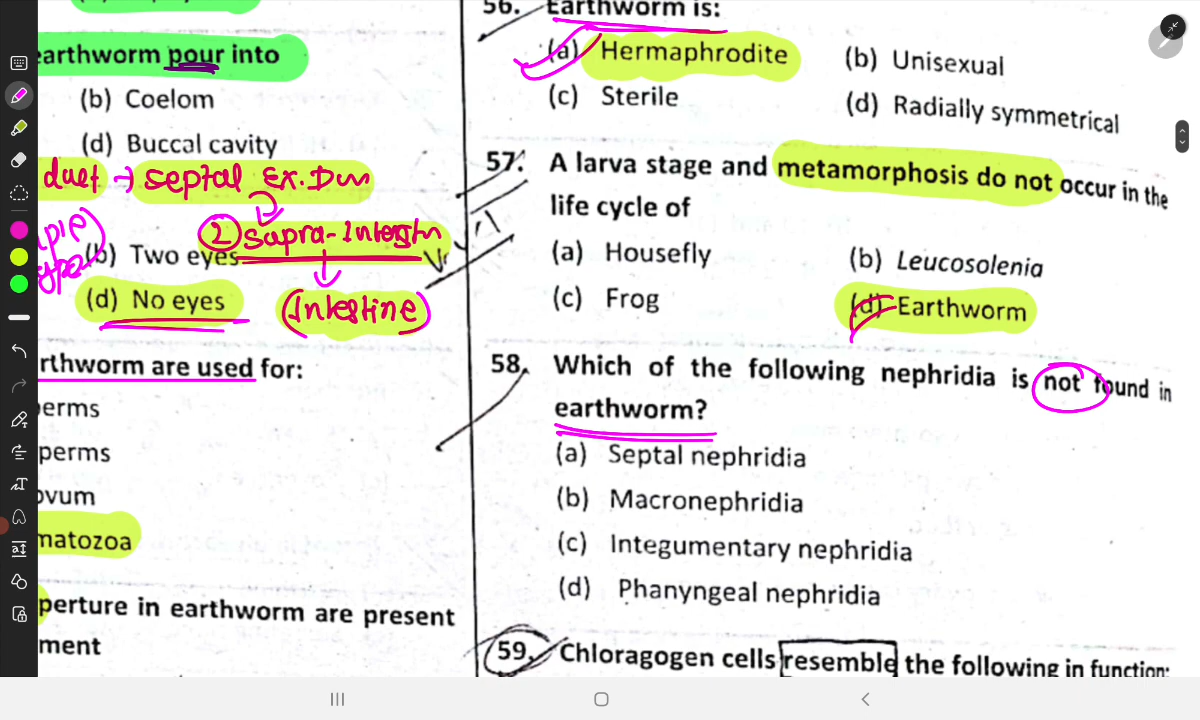 earthworm pour into
(b) Coelom
(d) Buccal cavity
duct → septal Ex. Duct
② supra-Intestin
(b) Two eyes
(d) No eyes
(Intestine)
rthworm are used for:
erms
perms
ovum
matozoa
perture in earthworm are present
ment
56. Earthworm is:
(a) Hermaphrodite
(b) Unisexual
(c) Sterile
(d) Radially symmetrical
57. A larva stage and metamorphosis do not occur in the
life cycle of
(a) Housefly
(b) Leucosolenia
(c) Frog
(d) Earthworm
58. Which of the following nephridia is not found in
earthworm?
(a) Septal nephridia
(b) Macronephridia
(c) Integumentary nephridia
(d) Phanyngeal nephridia
59. Chloragogen cells resemble the following in function: